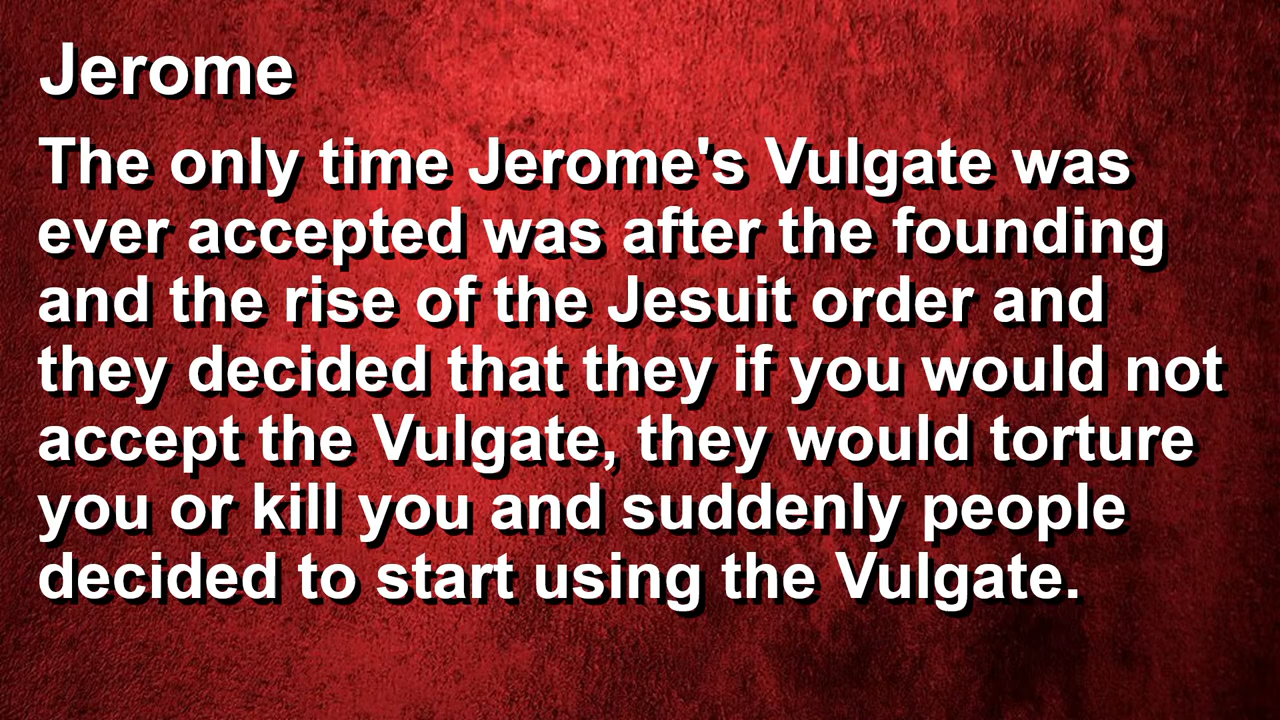 Jerome
The only time Jerome's Vulgate was
ever accepted was after the founding
and the rise of the Jesuit order and
they decided that they if you would not
accept the Vulgate, they would torture
you or kill you and suddenly people
decided to start using the Vulgate.